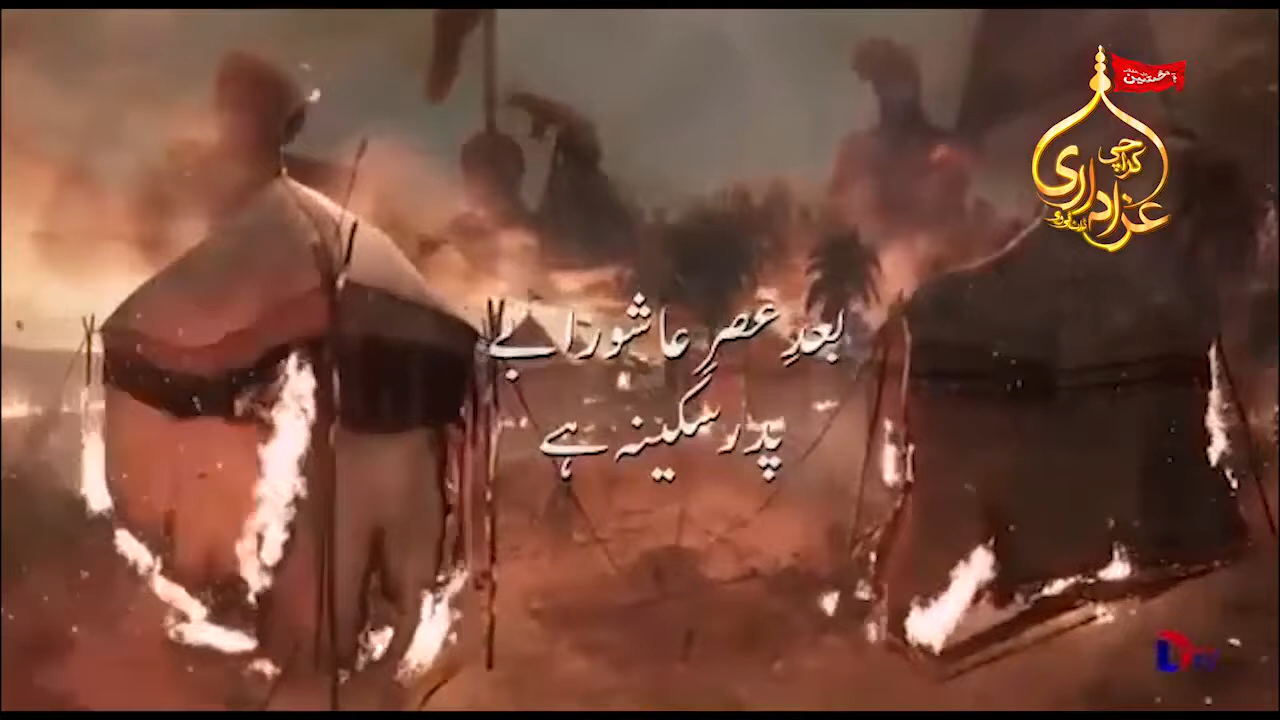 بعدِ عصرِ عاشورا بے
پدر سکینہ ہے
کراچی
عزاداری